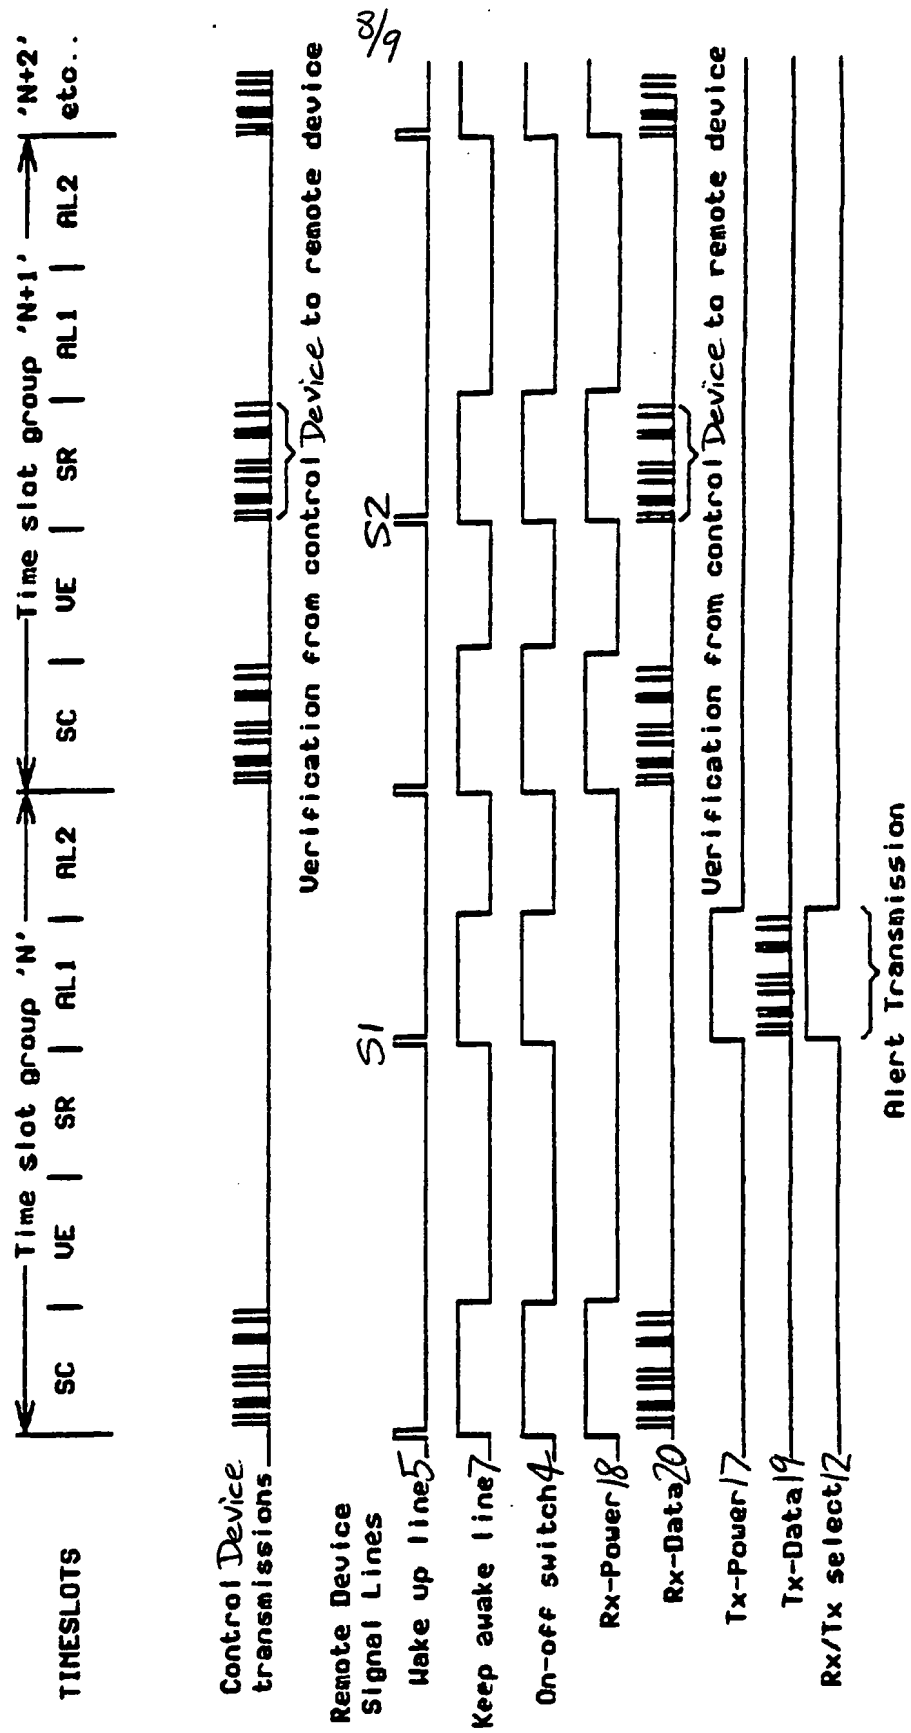 8/9
Time slot group 'N' Time slot group 'N+1' 'N+2'
TIMESLOTS SC | VE | SR | AL1 | AL2 SC | VE | SR | AL1 | AL2 etc..
Control Device
transmissions
Verification from control Device to remote device
Remote Device
Signal Lines
S1 S2
Wake up line 5
Keep awake line 7
On-off switch 4
Rx-Power 18
Rx-Data 20
Verification from control Device to remote device
Tx-Power 17
Tx-Data 19
Rx/Tx select 12
Alert Transmission